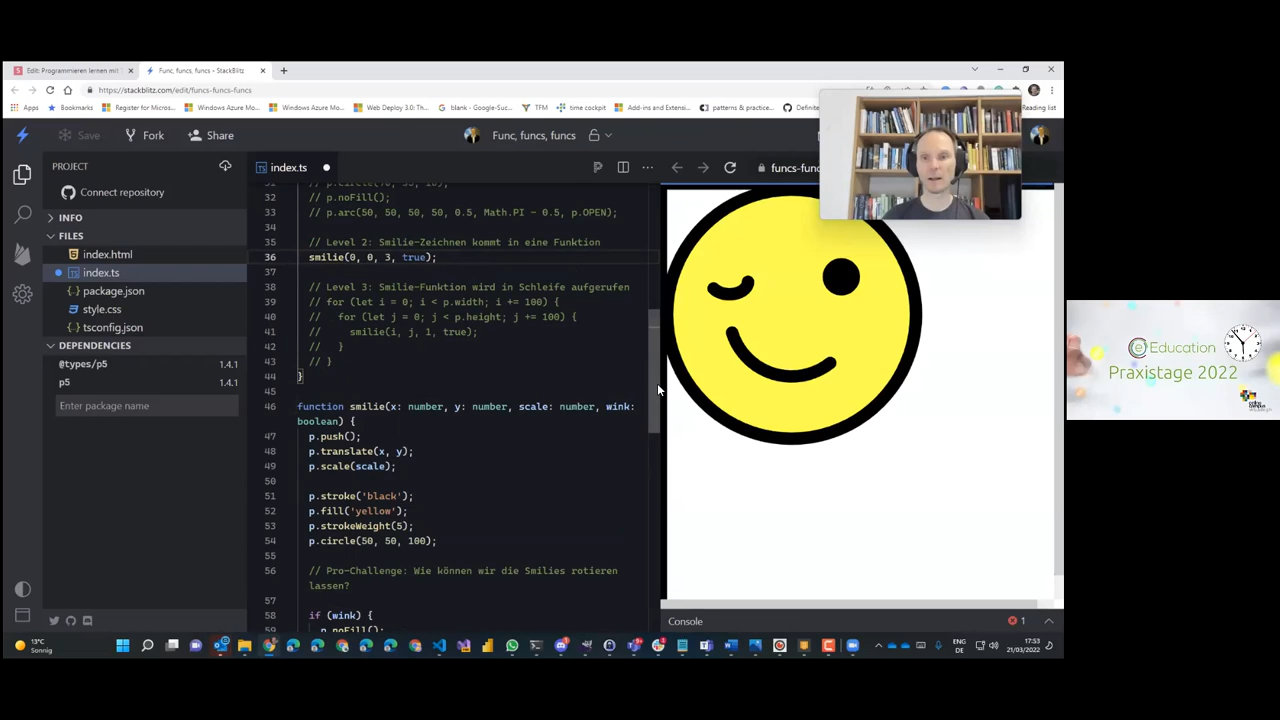 Edit: Programmieren lernen mit
Func, funcs, funcs - StackBlitz
https://stackblitz.com/edit/funcs-funcs-funcs
Apps
Bookmarks
Register for Micros...
Windows Azure Mo...
Windows Azure Mo...
Web Deploy 3.0: Th...
blank - Google-Suc...
TFM
time cockpit
Add-ins and Extensi...
patterns & practice...
Definite
Reading list
Save
Fork
Share
Func, funcs, funcs
PROJECT
Connect repository
INFO
FILES
index.html
index.ts
package.json
style.css
tsconfig.json
DEPENDENCIES
@types/p5 1.4.1
p5 1.4.1
Enter package name
index.ts
funcs-func
32 // p.noFill();
33 // p.arc(50, 50, 50, 50, 0.5, Math.PI - 0.5, p.OPEN);
34
35 // Level 2: Smilie-Zeichnen kommt in eine Funktion
36 smilie(0, 0, 3, true);
37
38 // Level 3: Smilie-Funktion wird in Schleife aufgerufen
39 // for (let i = 0; i < p.width; i += 100) {
40 //   for (let j = 0; j < p.height; j += 100) {
41 //     smilie(i, j, 1, true);
42 //   }
43 // }
44 }
45
46 function smilie(x: number, y: number, scale: number, wink:
boolean) {
47 p.push();
48 p.translate(x, y);
49 p.scale(scale);
50
51 p.stroke('black');
52 p.fill('yellow');
53 p.strokeWeight(5);
54 p.circle(50, 50, 100);
55
56 // Pro-Challenge: Wie können wir die Smilies rotieren
lassen?
57
58 if (wink) {
59 p.noFill();
Console
1
eEducation
Praxistage 2022
13°C
Sonnig
ENG
DE
17:53
21/03/2022